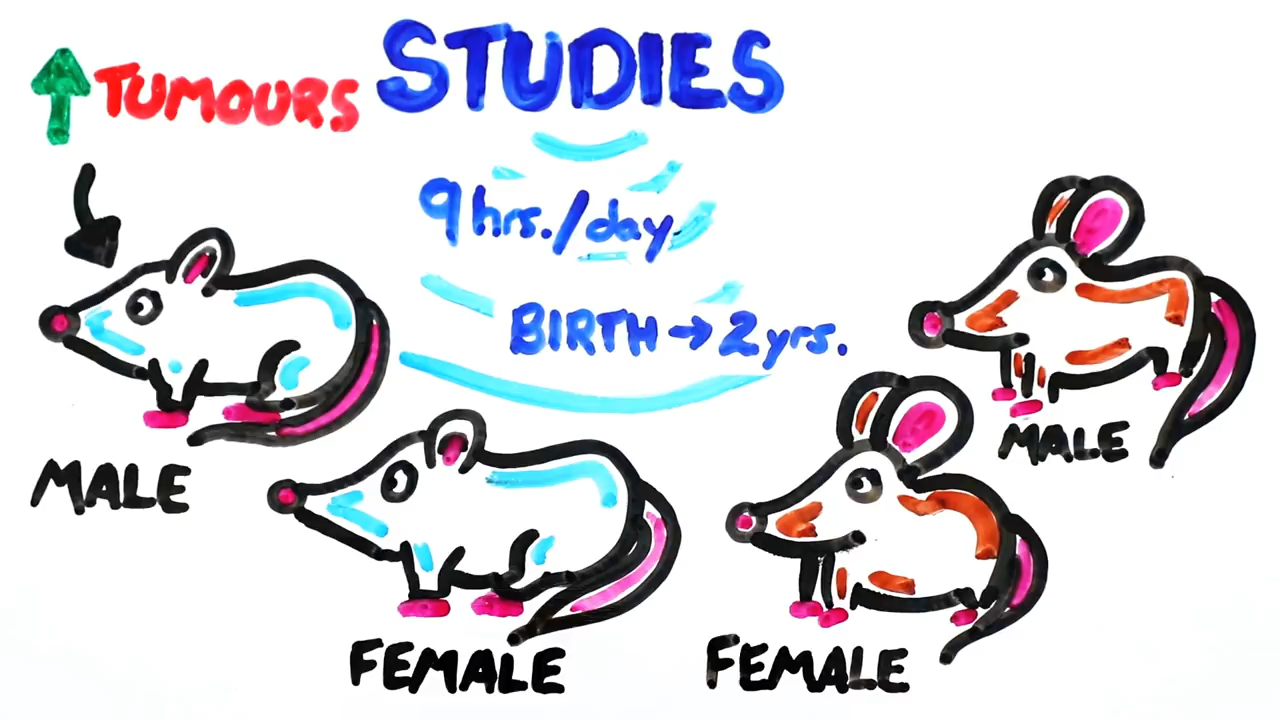 STUDIES
TUMOURS
9 hrs./day
BIRTH → 2 yrs.
MALE
FEMALE
FEMALE
MALE